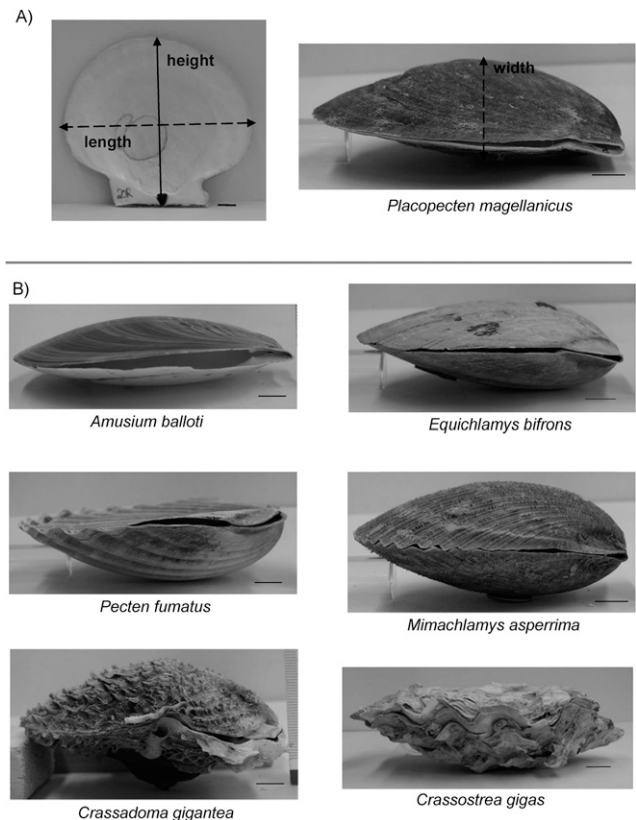 A)
height
length
width
Placopecten magellanicus
B)
Amusium balloti
Equichlamys bifrons
Pecten fumatus
Mimachlamys asperrima
Crassadoma gigantea
Crassostrea gigas